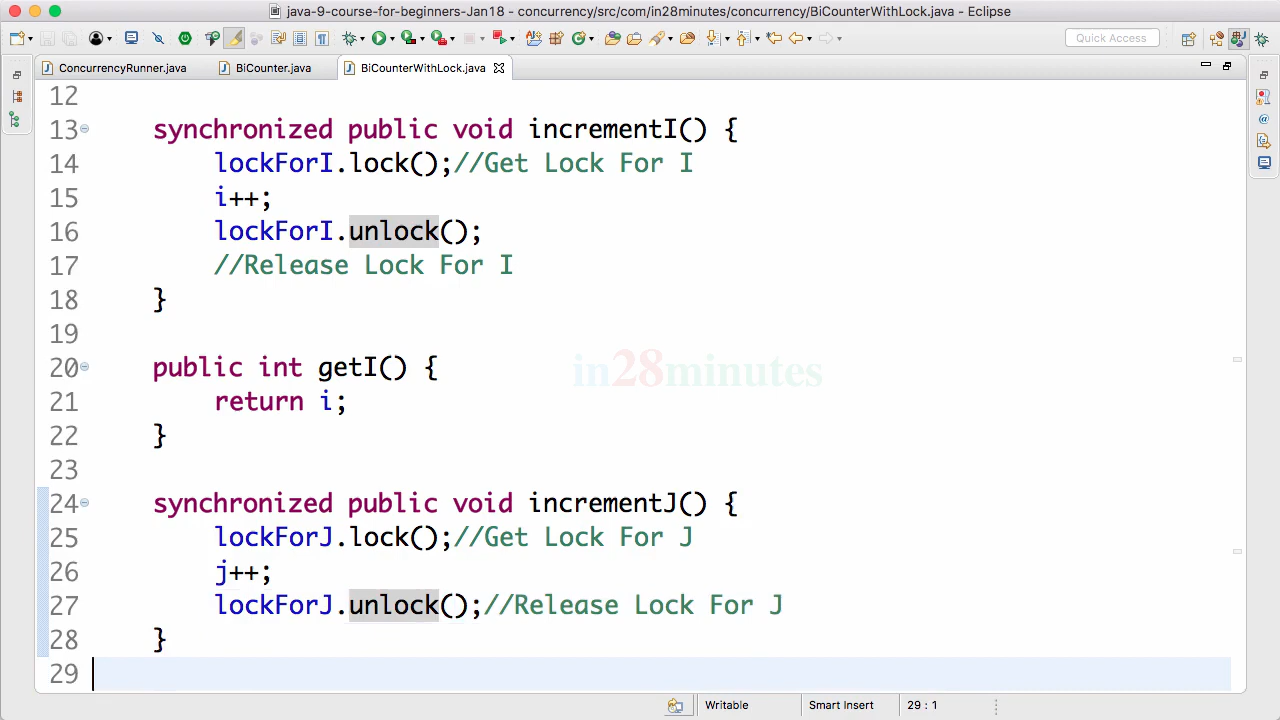 java-9-course-for-beginners-Jan18 - concurrency/src/com/in28minutes/concurrency/BiCounterWithLock.java - Eclipse
Quick Access
ConcurrencyRunner.java BiCounter.java BiCounterWithLock.java
12
13 synchronized public void incrementI() {
14 lockForI.lock();//Get Lock For I
15 i++;
16 lockForI.unlock();
17 //Release Lock For I
18 }
19
20 public int getI() {
21 return i;
22 }
23
24 synchronized public void incrementJ() {
25 lockForJ.lock();//Get Lock For J
26 j++;
27 lockForJ.unlock();//Release Lock For J
28 }
29
in28minutes
Writable Smart Insert 29 : 1